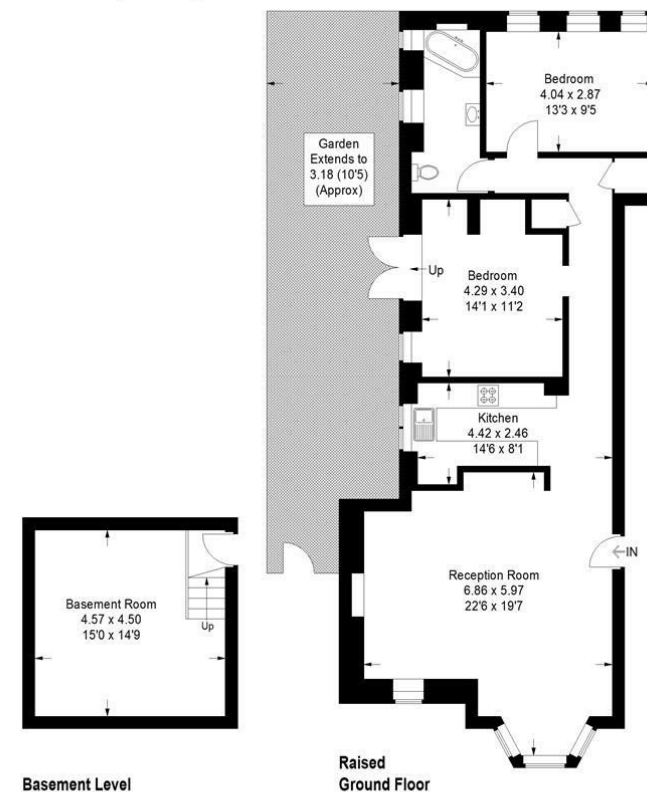 Garden
Extends to
3.18 (10'5)
(Approx)
Bedroom
4.04 x 2.87
13'3 x 9'5
Up
Bedroom
4.29 x 3.40
14'1 x 11'2
Kitchen
4.42 x 2.46
14'6 x 8'1
Reception Room
6.86 x 5.97
22'6 x 19'7
IN
Basement Room
4.57 x 4.50
15'0 x 14'9
Up
Basement Level
Raised
Ground Floor